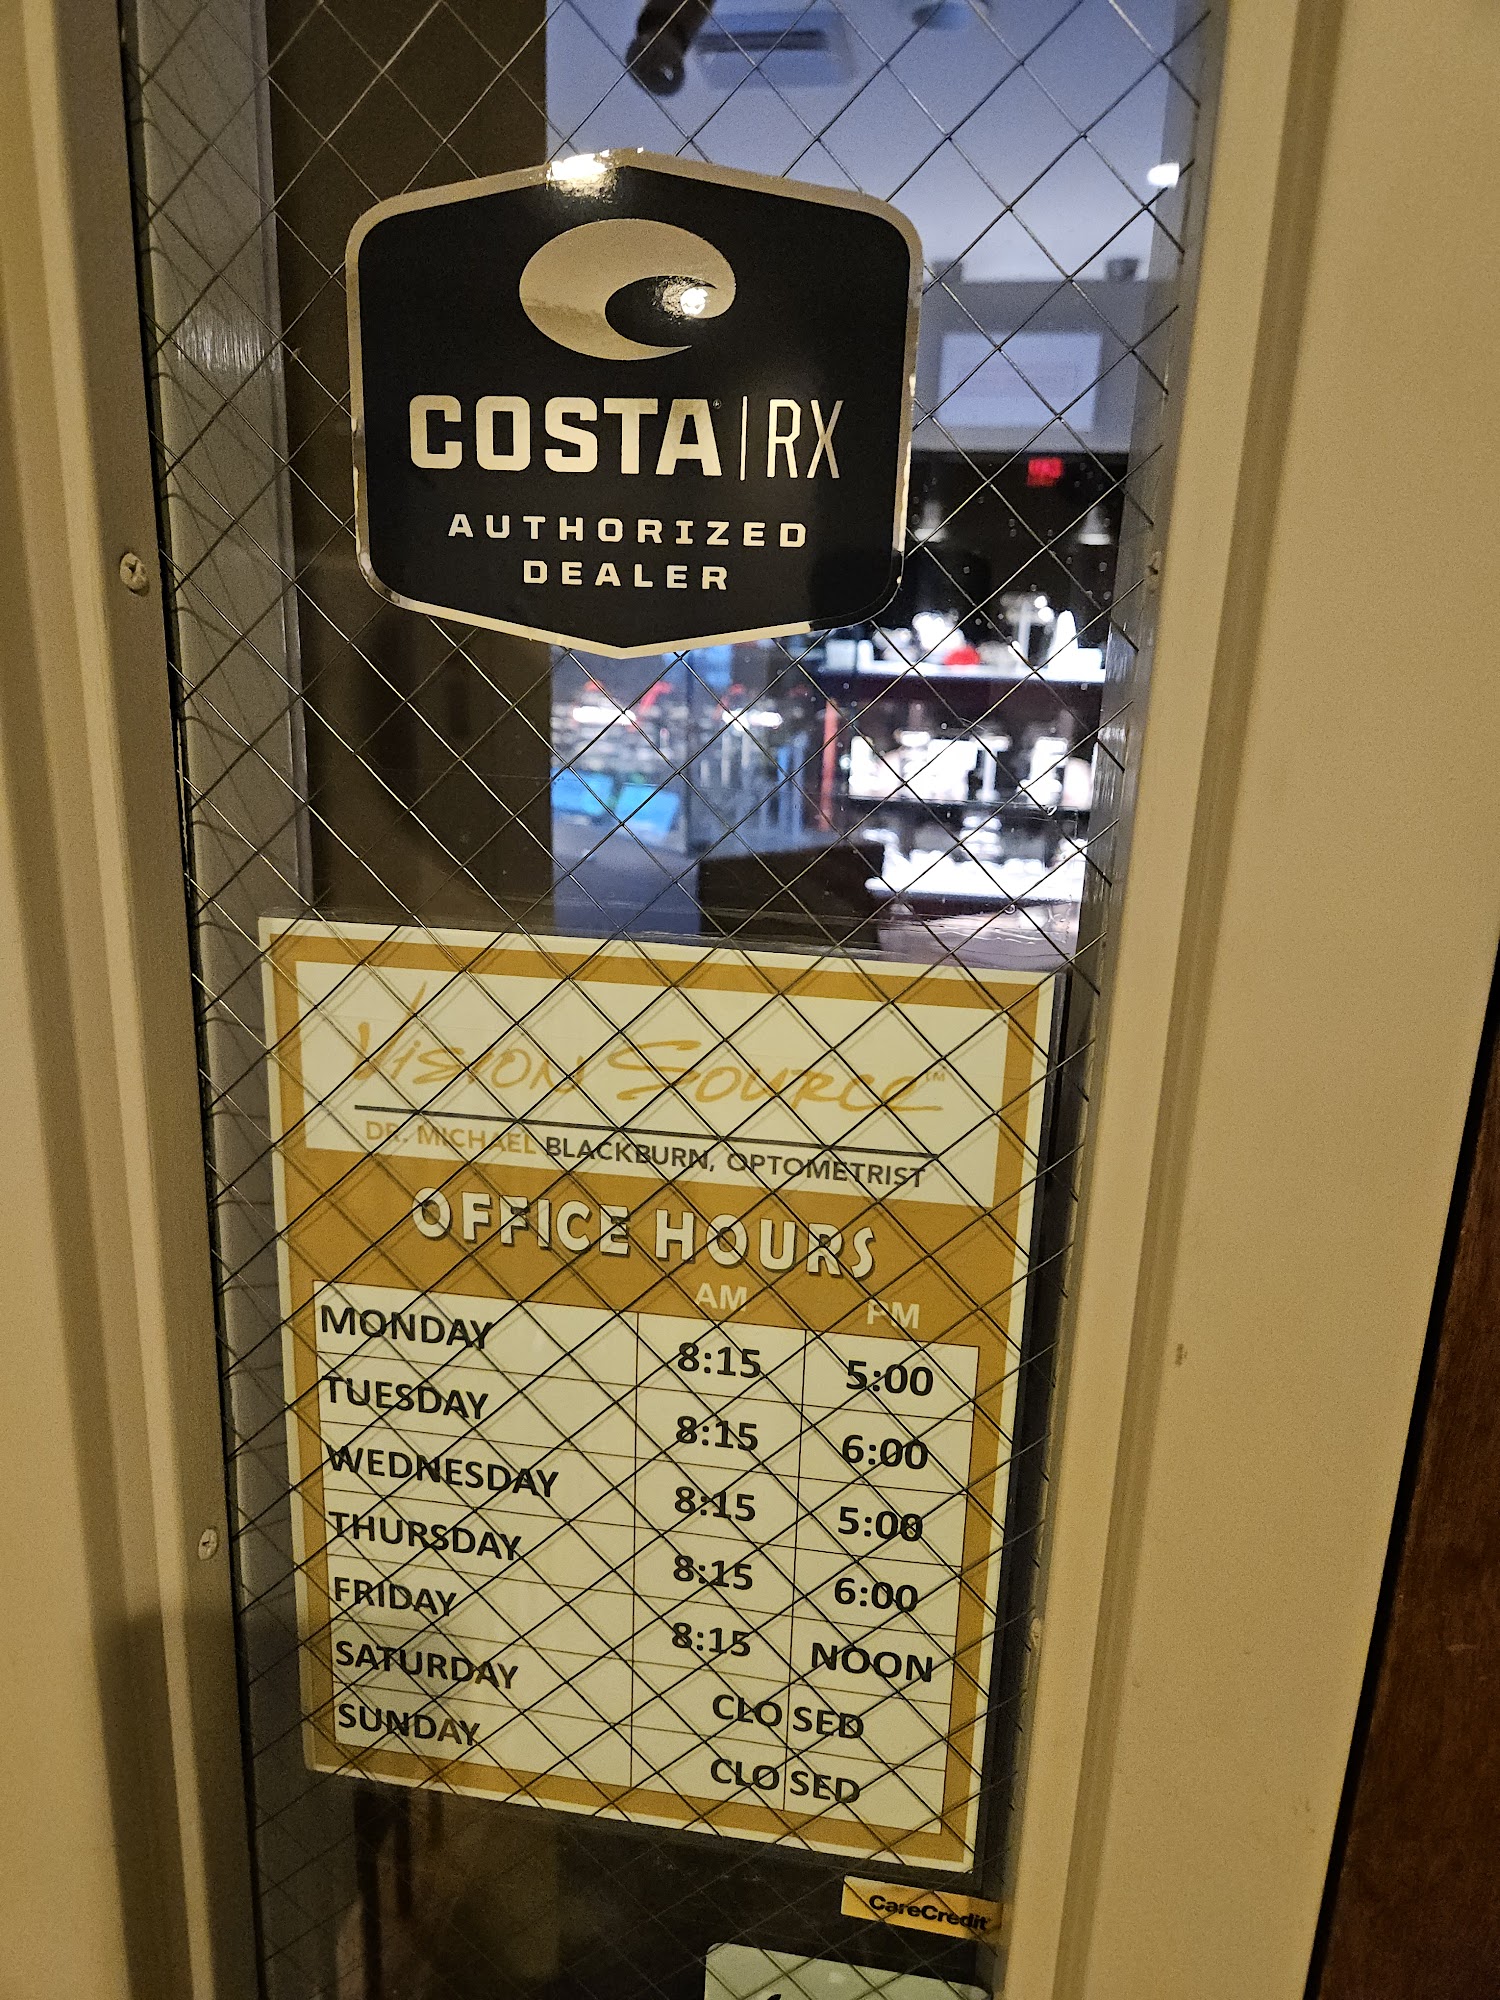 COSTA® | RX
AUTHORIZED
DEALER
VISION SOURCE™
DR. MICHAEL BLACKBURN, OPTOMETRIST
OFFICE HOURS
AM PM
MONDAY 8:15 5:00
TUESDAY 8:15 6:00
WEDNESDAY 8:15 5:00
THURSDAY 8:15 6:00
FRIDAY 8:15 NOON
SATURDAY CLOSED
SUNDAY CLOSED
CareCredit